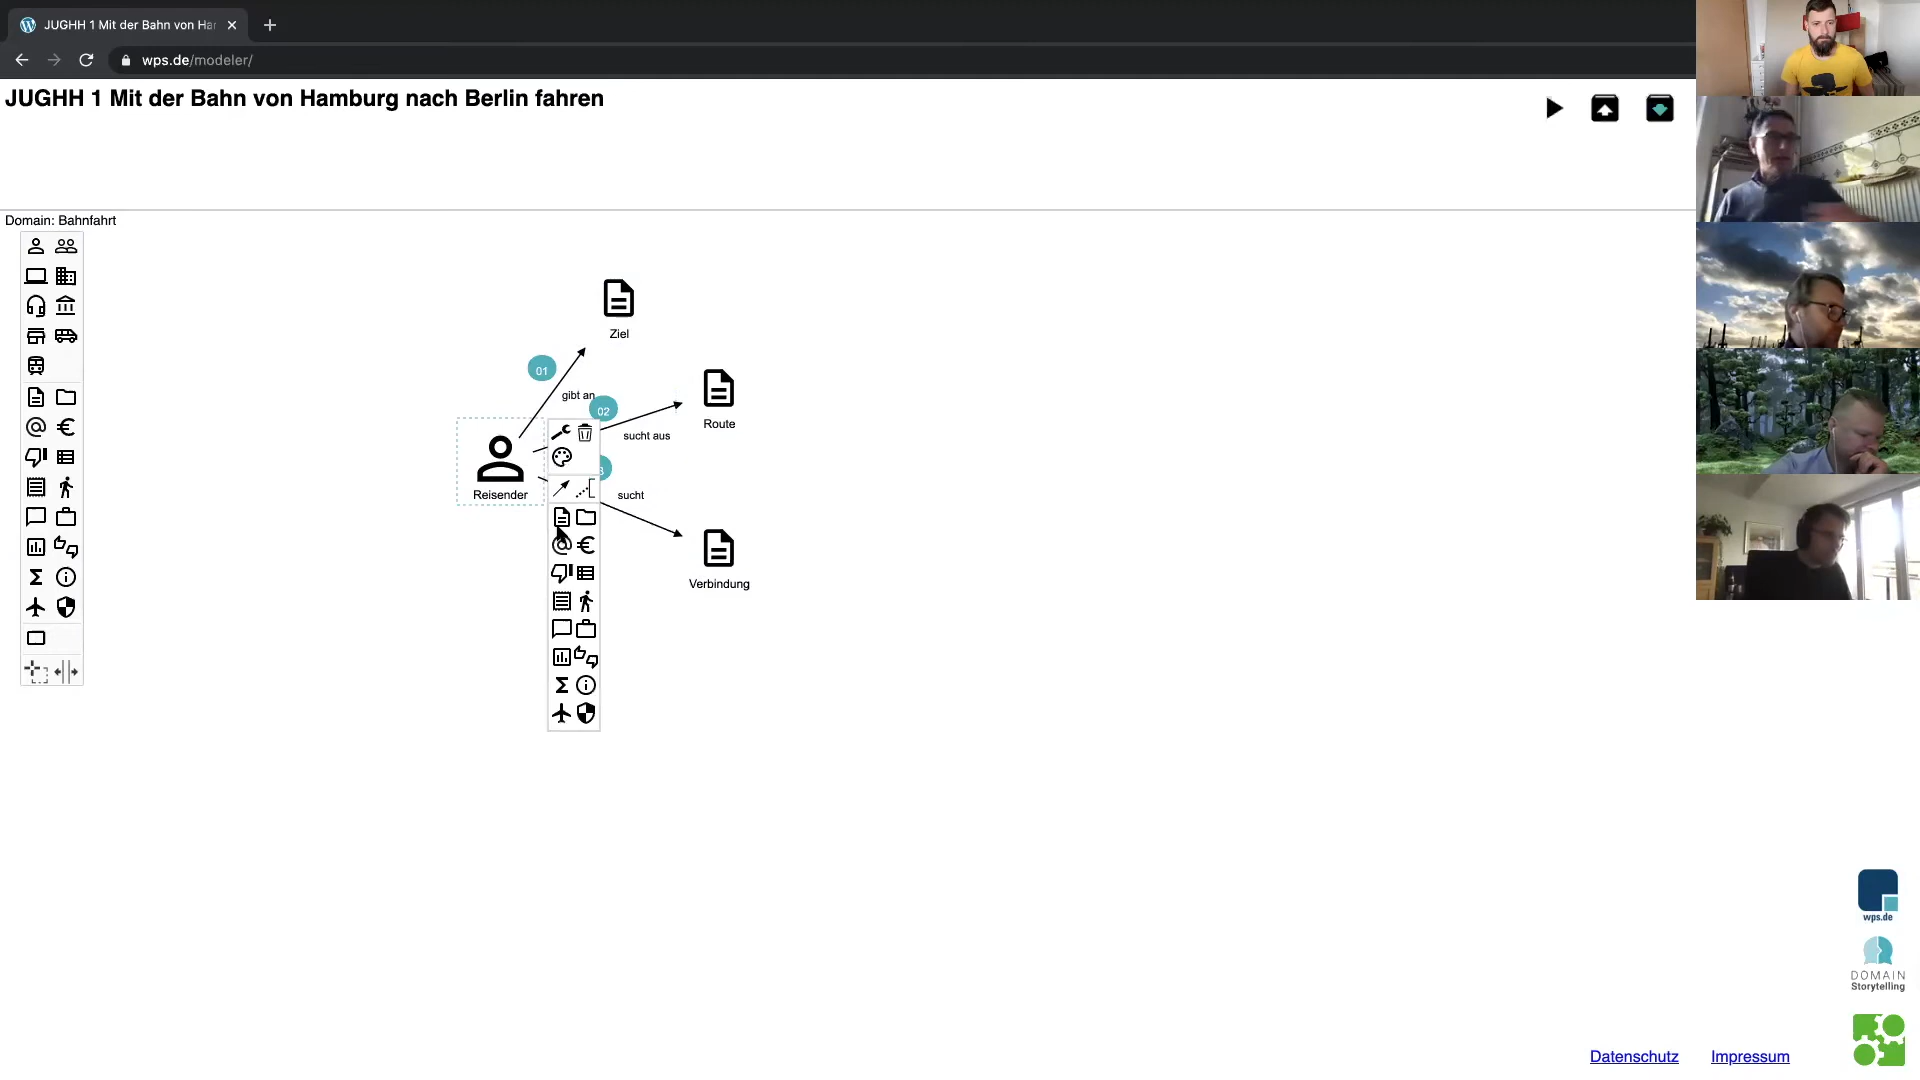 JUGHH 1 Mit der Bahn von Har
wps.de/modeler/
JUGHH 1 Mit der Bahn von Hamburg nach Berlin fahren
Domain: Bahnfahrt
Ziel
01
gibt an
02
Route
sucht aus
3
Reisender
sucht
Verbindung
wps.de
DOMAIN
Storytelling
Datenschutz
Impressum